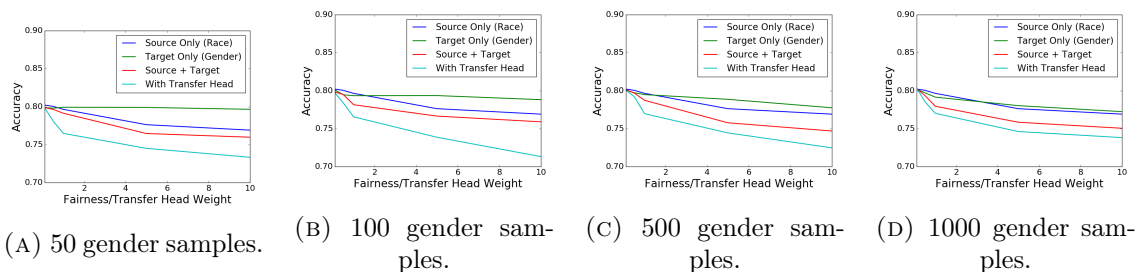 0.90
0.85
0.80
0.75
0.70
Accuracy
Source Only (Race)
Target Only (Gender)
Source + Target
With Transfer Head
2 4 6 8 10
Fairness/Transfer Head Weight
(A) 50 gender samples.
0.90
0.85
0.80
0.75
0.70
Accuracy
Source Only (Race)
Target Only (Gender)
Source + Target
With Transfer Head
2 4 6 8 10
Fairness/Transfer Head Weight
(B) 100 gender sam-
ples.
0.90
0.85
0.80
0.75
0.70
Accuracy
Source Only (Race)
Target Only (Gender)
Source + Target
With Transfer Head
2 4 6 8 10
Fairness/Transfer Head Weight
(C) 500 gender sam-
ples.
0.90
0.85
0.80
0.75
0.70
Accuracy
Source Only (Race)
Target Only (Gender)
Source + Target
With Transfer Head
2 4 6 8 10
Fairness/Transfer Head Weight
(D) 1000 gender sam-
ples.